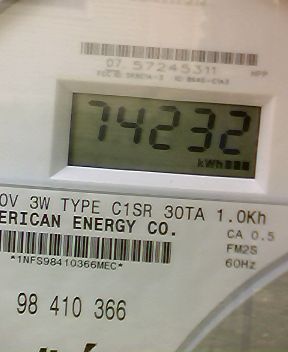 07 57245311
74232
kWh
0V 3W TYPE C1SR 30TA 1.0Kh
ERICAN ENERGY CO.
CA 0.5
FM2S
*1NFS98410366MEC*
60Hz
98 410 366